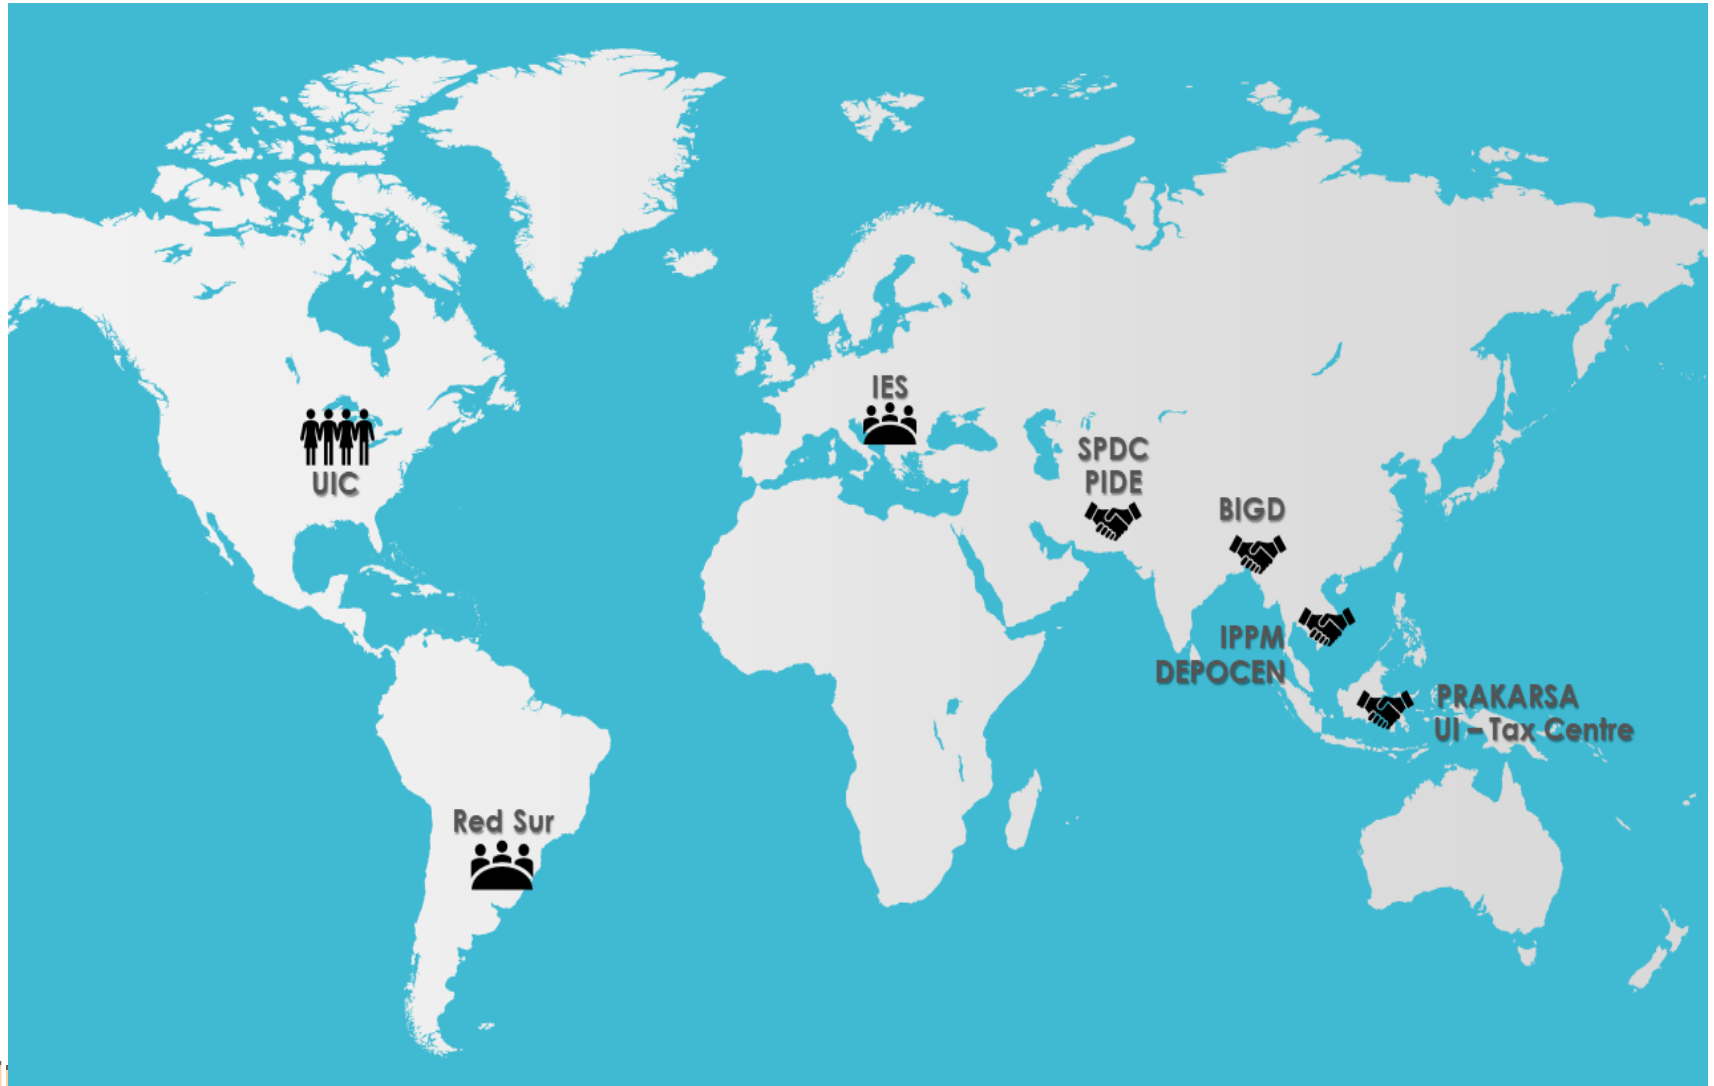 IES
UIC
SPDC
PIDE
BIGD
IPPM
DEPOCEN
PRAKARSA
UI – Tax Centre
Red Sur